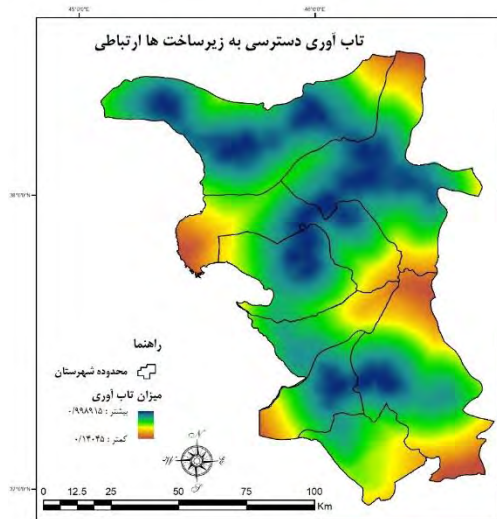 تاب آوری دسترسی به زیرساخت ها ارتباطی
راهنما
محدوده شهرستان
میزان تاب آوری
بیشتر : ۰/۹۹۸۹۱۵
کمتر : ۰/۱۴۰۴۵
N
W E
S
0 12.5 25 50 75 100
Km